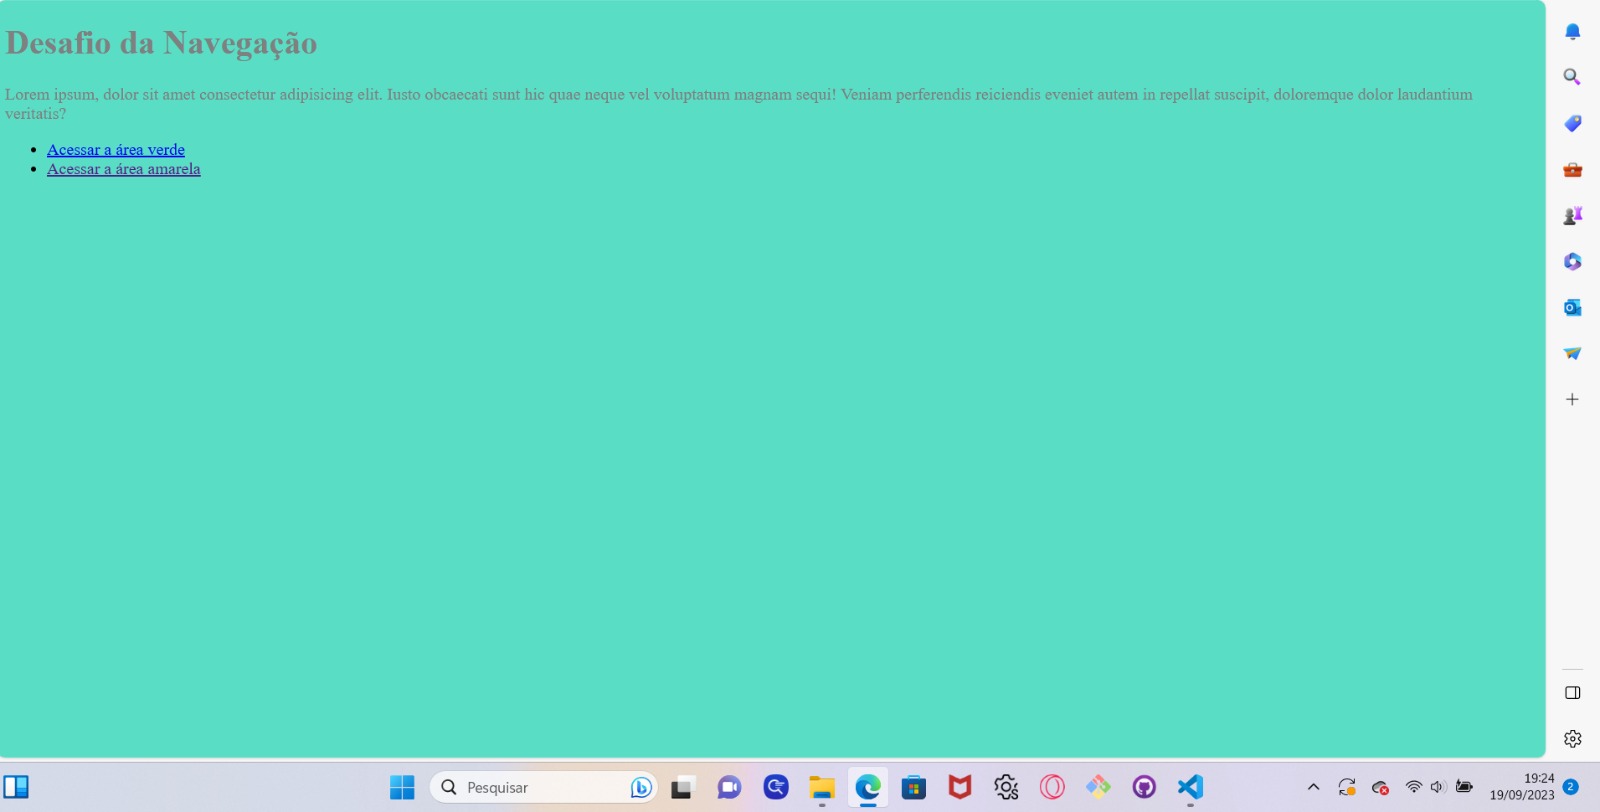 Desafio da Navegação
Lorem ipsum, dolor sit amet consectetur adipisicing elit. Iusto obcaecati sunt hic quae neque vel voluptatum magnam sequi! Veniam perferendis reiciendis eveniet autem in repellat suscipit, doloremque dolor laudantium
veritatis?
Acessar a área verde
Acessar a área amarela
Pesquisar
19:24
19/09/2023
2